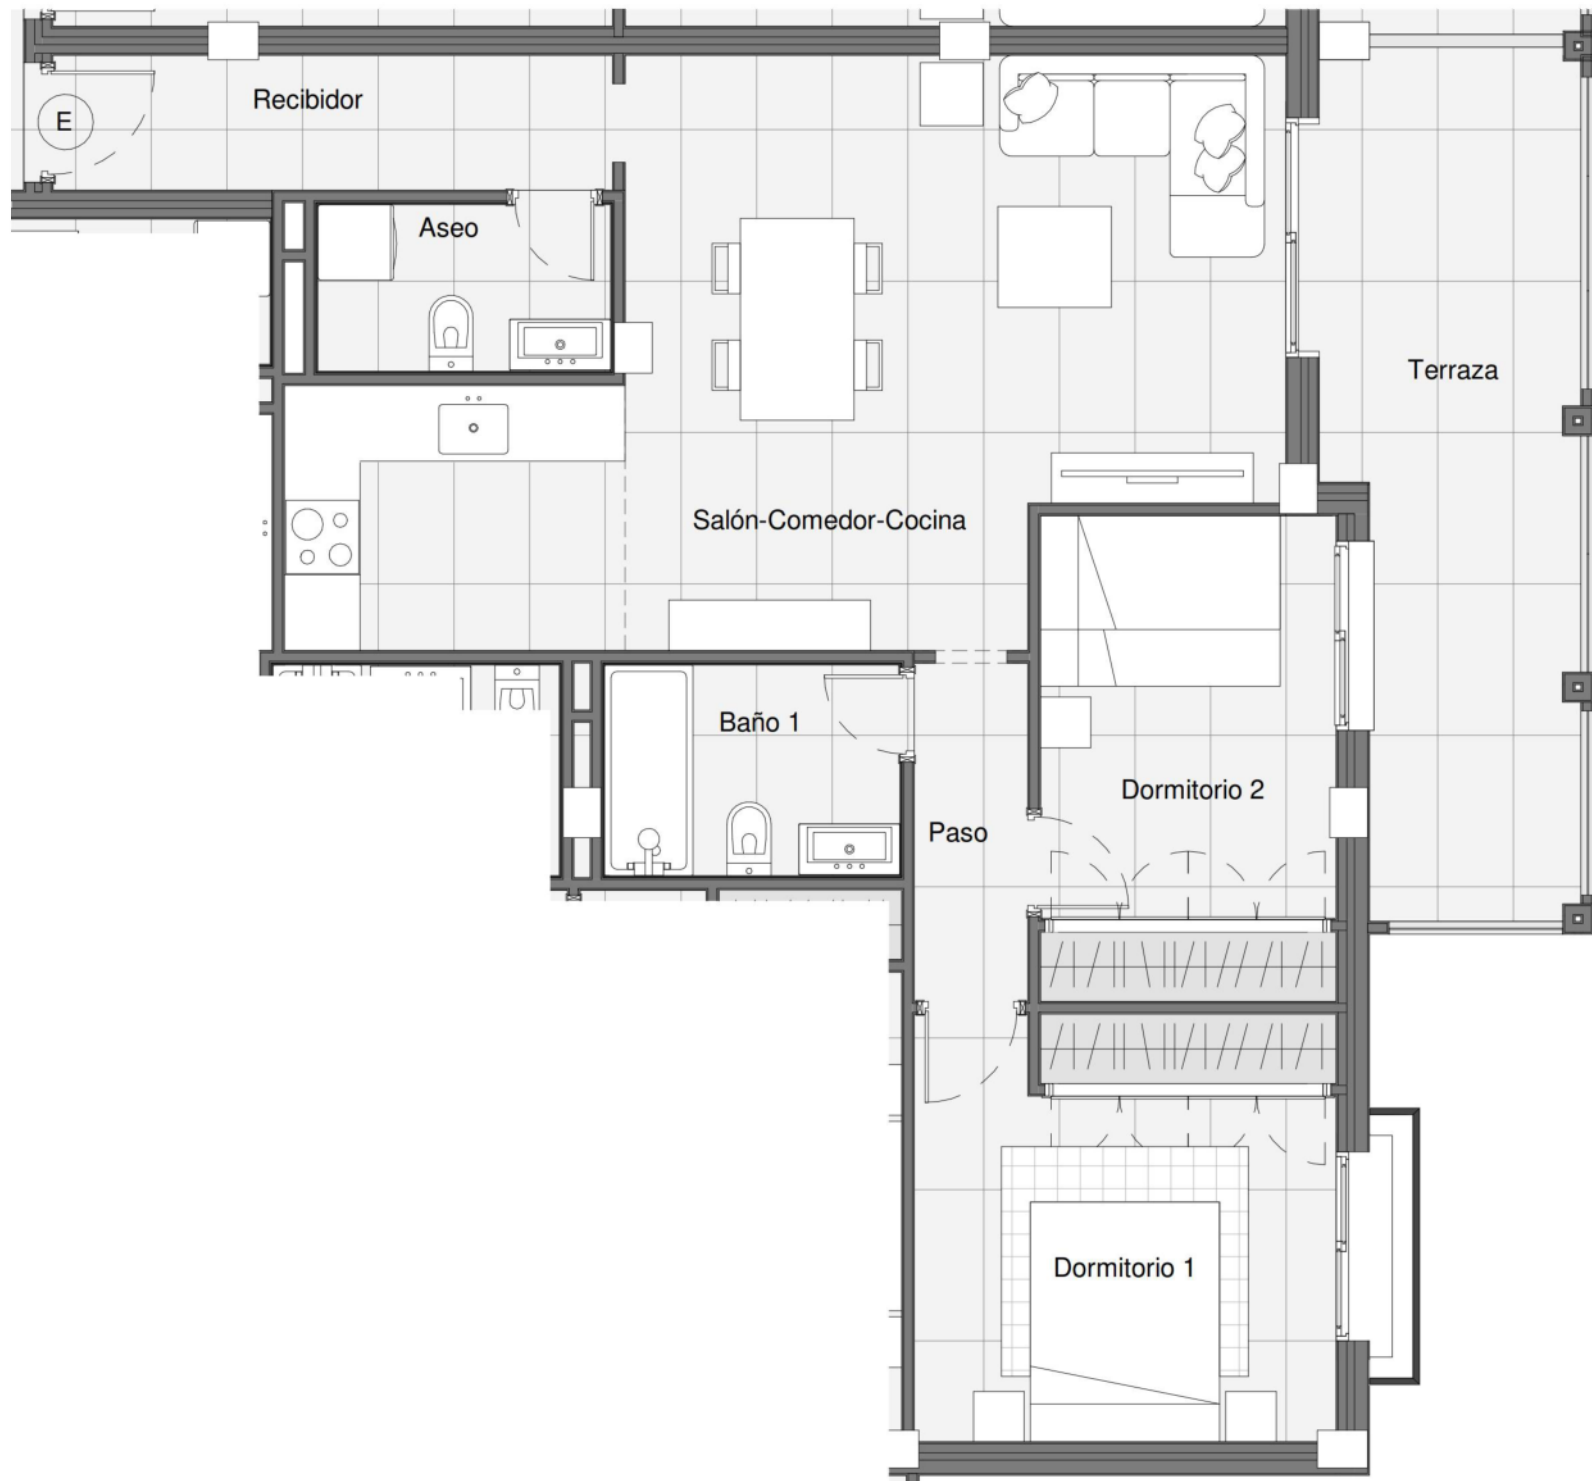 Recibidor
E
Aseo
Terraza
Salón-Comedor-Cocina
Baño 1
Dormitorio 2
Paso
Dormitorio 1